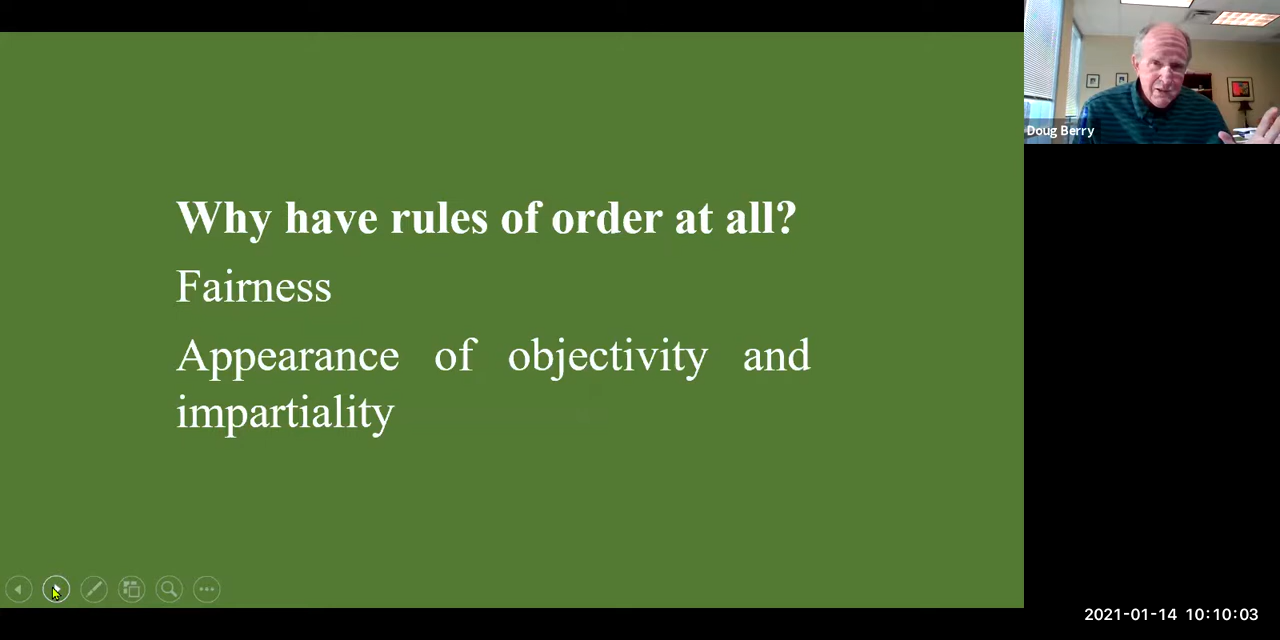 Why have rules of order at all?
Fairness
Appearance of objectivity and
impartiality
Doug Berry
2021-01-14 10:10:03